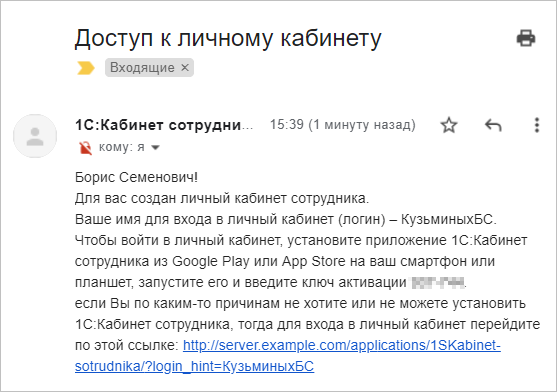 Доступ к личному кабинету
Входящие ×
1С:Кабинет сотрудни... 15:39 (1 минуту назад)
кому: я
Борис Семенович!
Для вас создан личный кабинет сотрудника.
Ваше имя для входа в личный кабинет (логин) – КузьминыхБС.
Чтобы войти в личный кабинет, установите приложение 1С:Кабинет
сотрудника из Google Play или App Store на ваш смартфон или
планшет, запустите его и введите ключ активации .
если Вы по каким-то причинам не хотите или не можете установить
1С:Кабинет сотрудника, тогда для входа в личный кабинет перейдите
по этой ссылке: http://server.example.com/applications/1SKabinet-
sotrudnika/?login_hint=КузьминыхБС